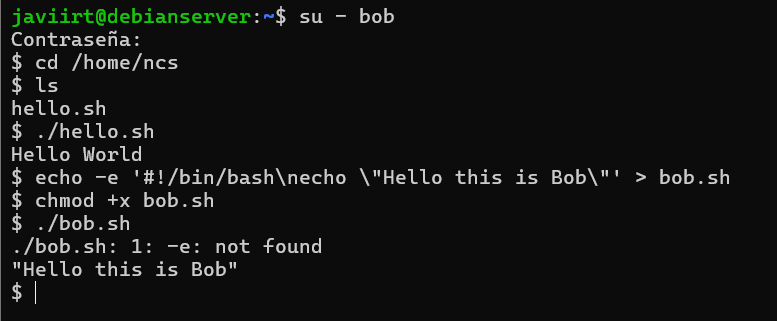 javiirt@debianserver:~$ su - bob
Contraseña:
$ cd /home/ncs
$ ls
hello.sh
$ ./hello.sh
Hello World
$ echo -e '#!/bin/bash\necho \"Hello this is Bob\"' > bob.sh
$ chmod +x bob.sh
$ ./bob.sh
./bob.sh: 1: -e: not found
"Hello this is Bob"
$